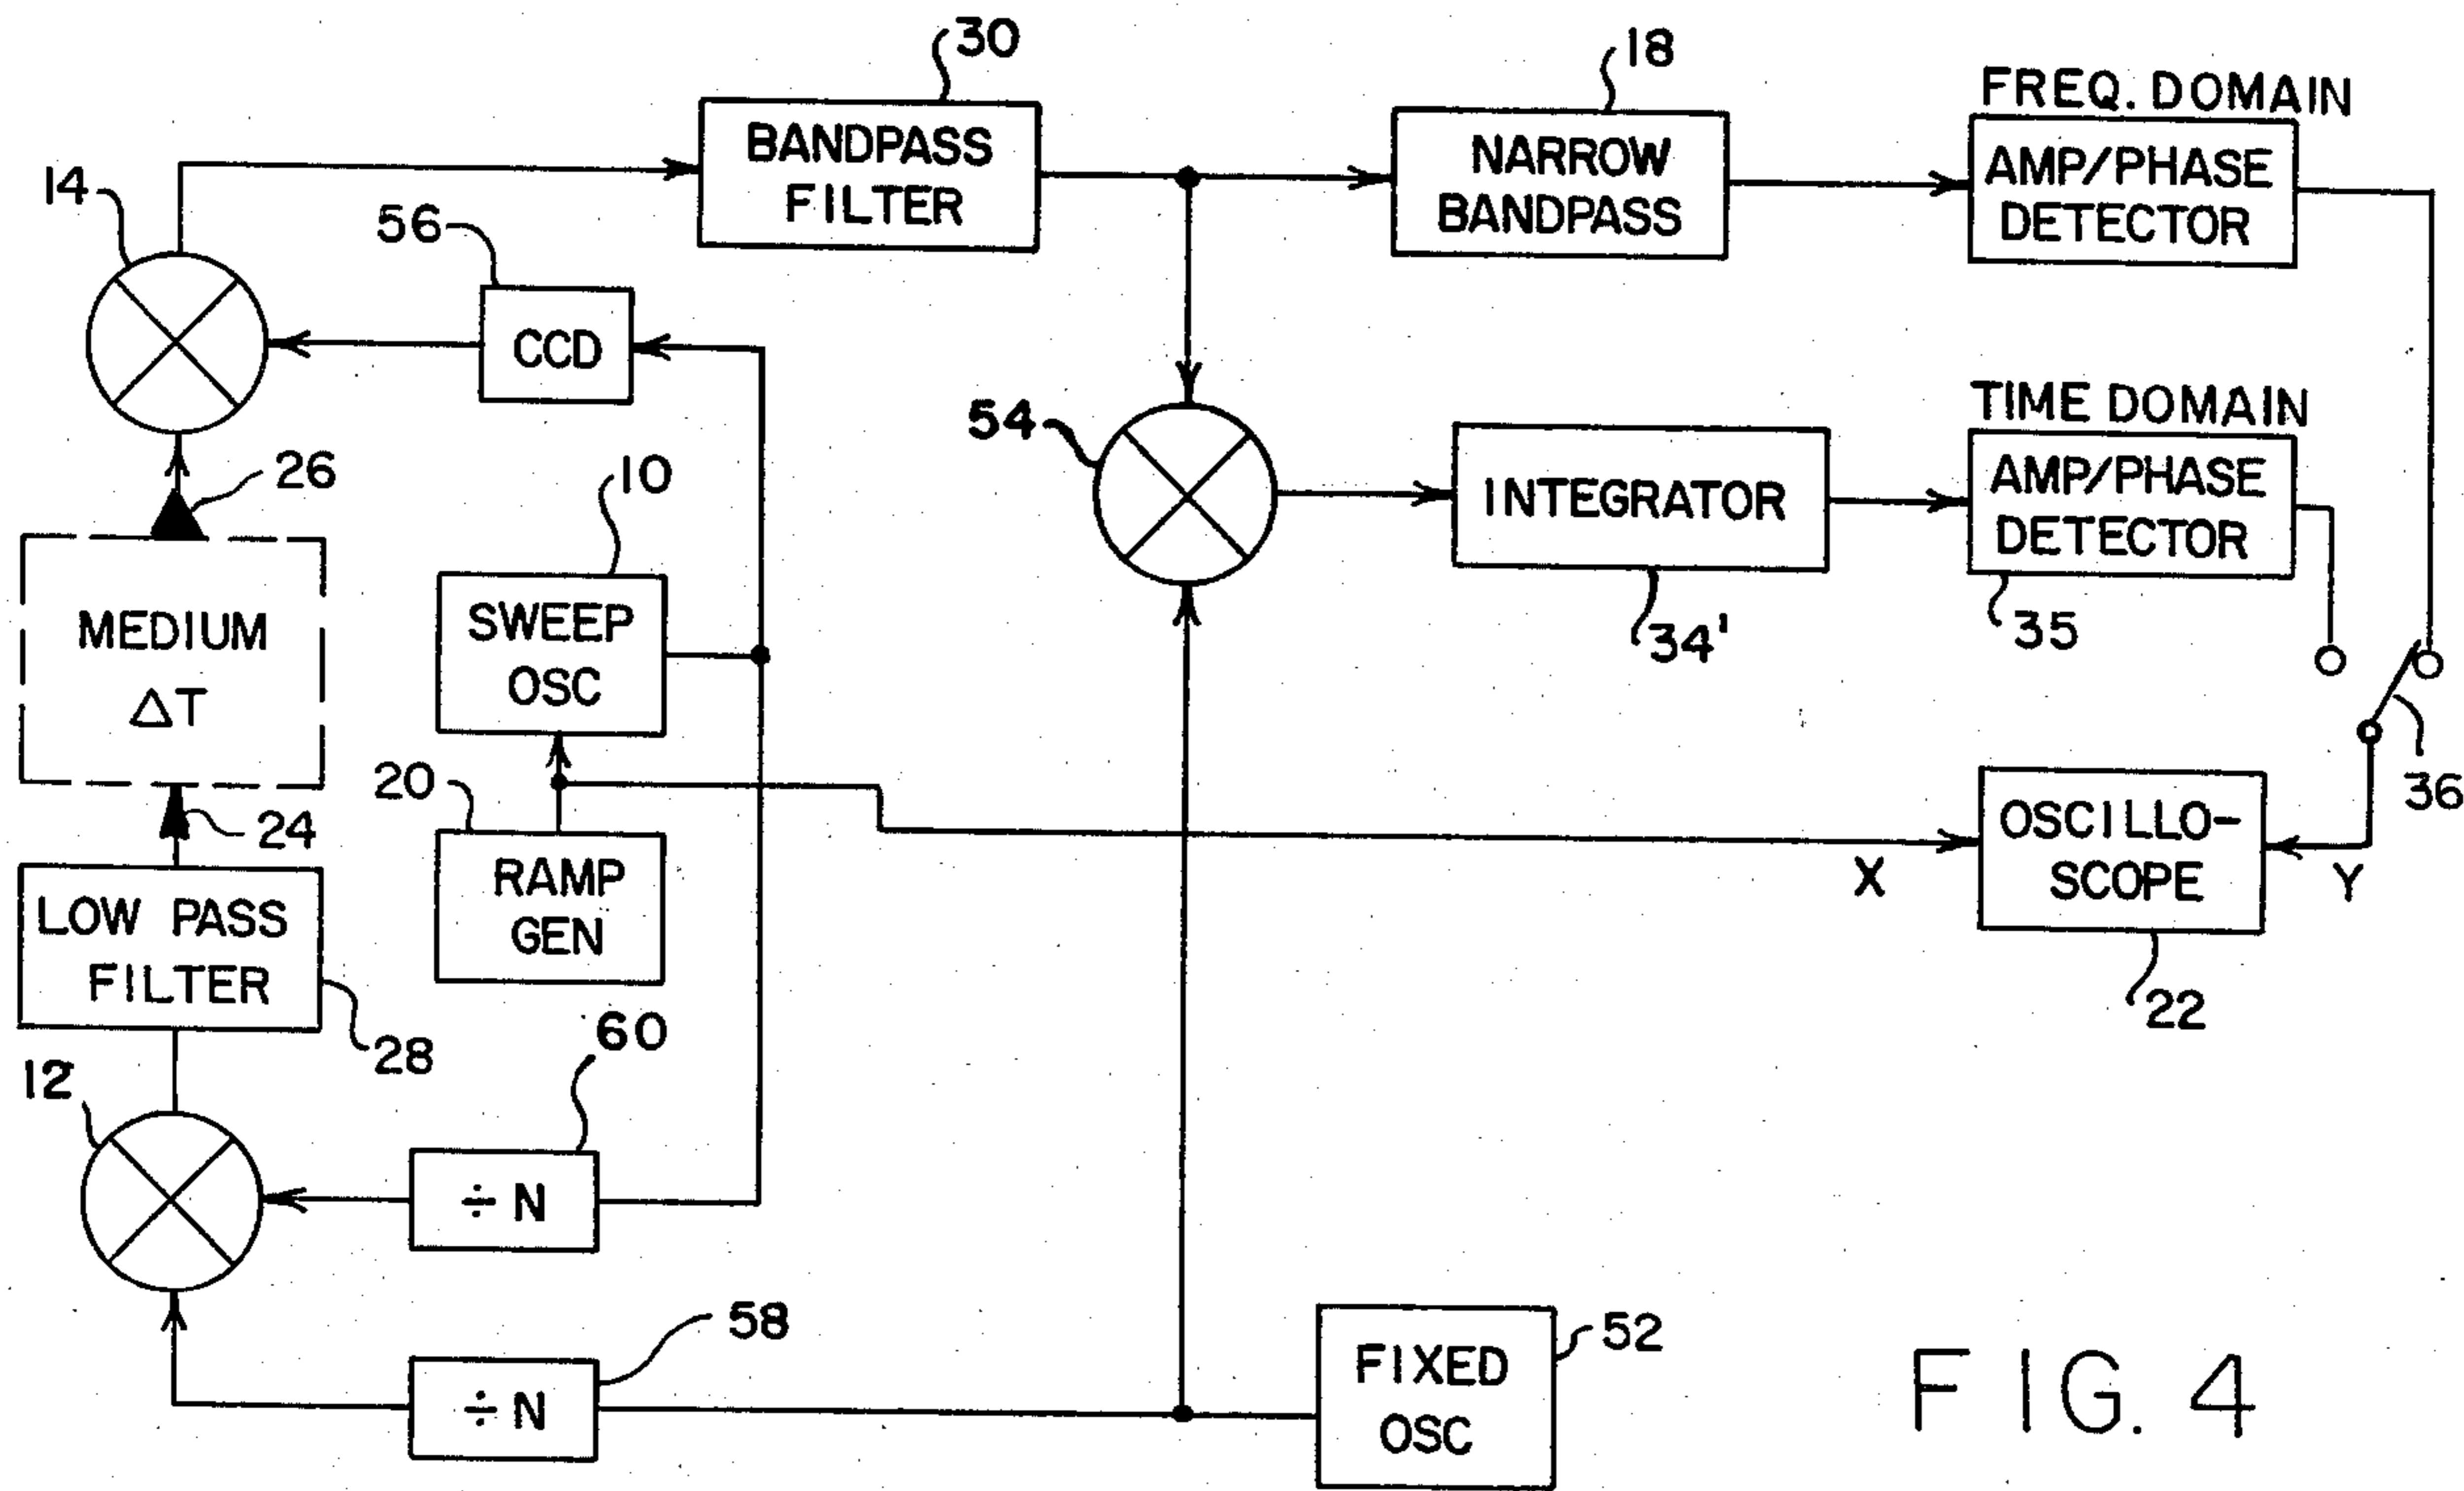 30
BANDPASS
FILTER
18
NARROW
BANDPASS
FREQ. DOMAIN
AMP/PHASE
DETECTOR
14
56
CCD
26
10
54
INTEGRATOR
34'
TIME DOMAIN
AMP/PHASE
DETECTOR
35
MEDIUM
ΔT
SWEEP
OSC
36
24
20
RAMP
GEN
X
OSCILLO-
SCOPE
Y
22
LOW PASS
FILTER
28
12
60
÷ N
58
÷ N
FIXED
OSC
52
FIG. 4